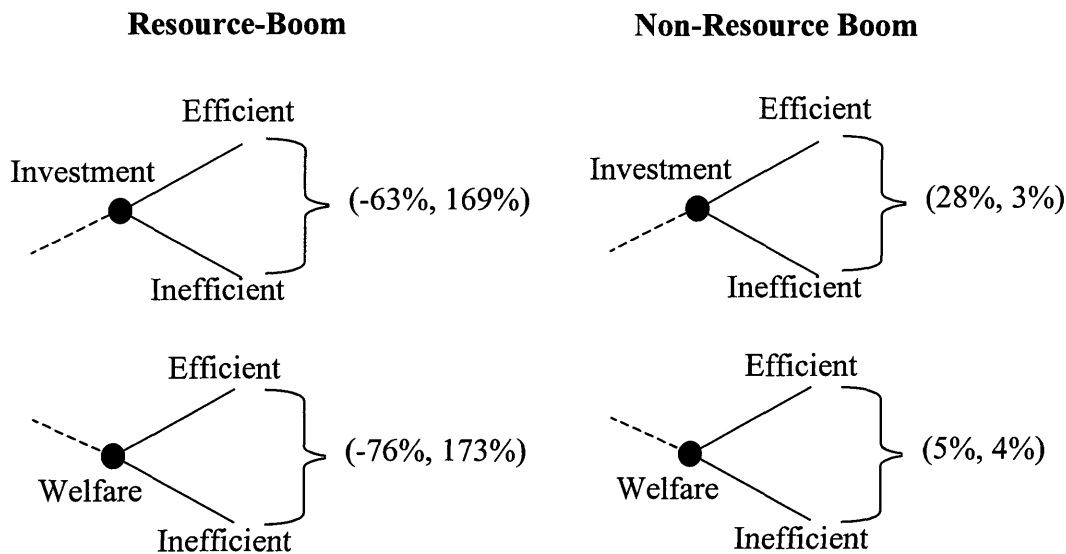 Resource-Boom
Efficient
Investment
(-63%, 169%)
Inefficient
Efficient
(-76%, 173%)
Welfare
Inefficient
Non-Resource Boom
Efficient
Investment
(28%, 3%)
Inefficient
Efficient
(5%, 4%)
Welfare
Inefficient